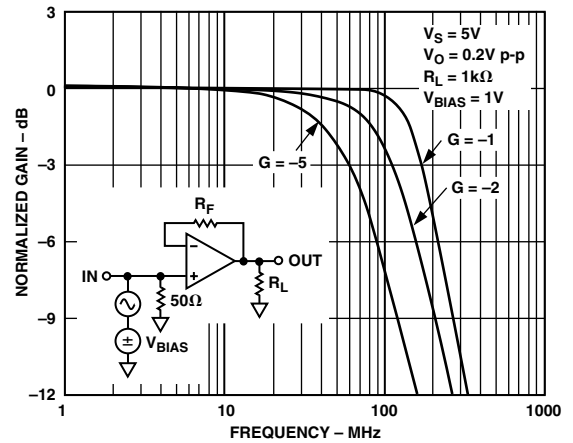 3
0
−3
−6
−9
−12
NORMALIZED GAIN – dB
V_S = 5V
V_O = 0.2V p-p
R_L = 1kΩ
V_BIAS = 1V
G = −1
G = −5
G = −2
R_F
−
+
IN
OUT
50Ω
R_L
±
V_BIAS
1
10
100
1000
FREQUENCY – MHz